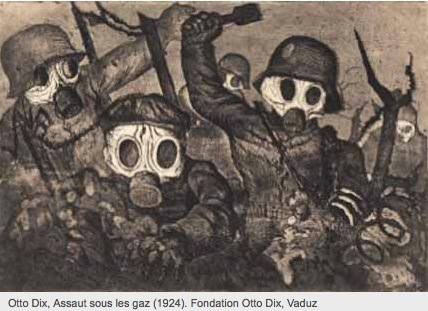 Otto Dix, Assaut sous les gaz (1924). Fondation Otto Dix, Vaduz